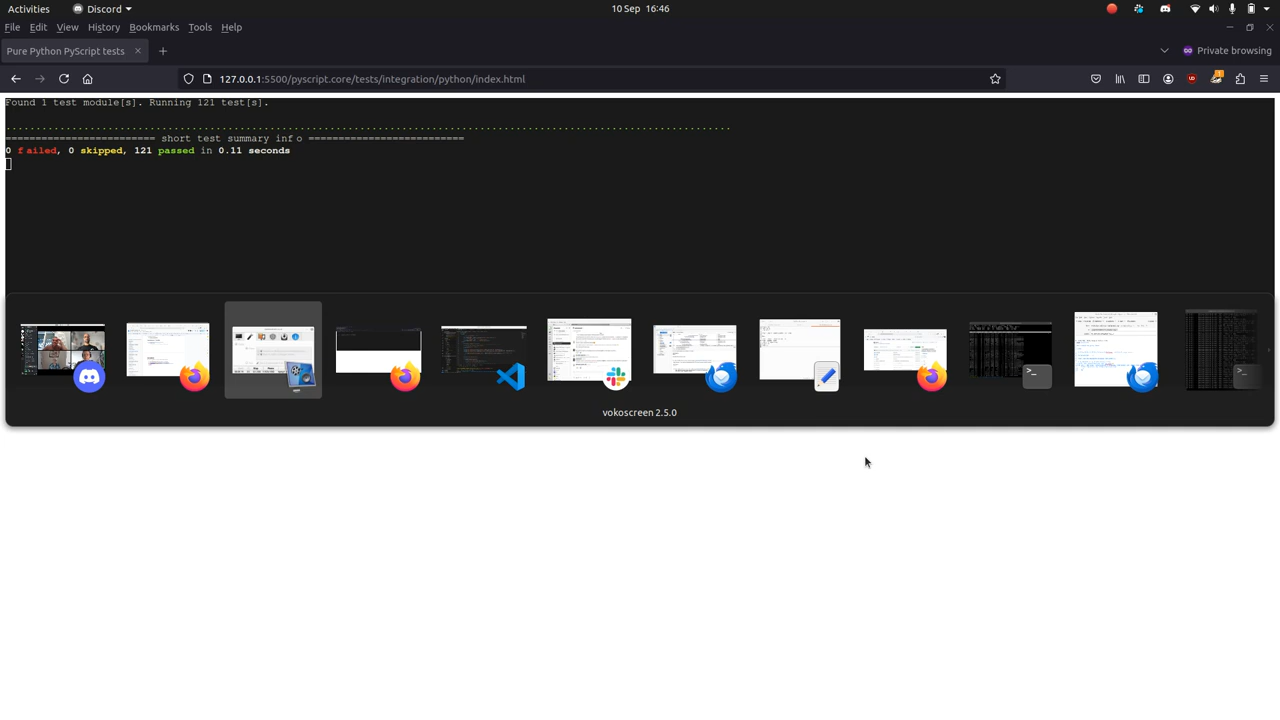 Activities Discord 10 Sep 16:46
File Edit View History Bookmarks Tools Help
Pure Python PyScript tests Private browsing
127.0.0.1:5500/pyscript.core/tests/integration/python/index.html
Found 1 test module[s]. Running 121 test[s].
.........................................................................................................................
========================= short test summary info ==========================
0 failed, 0 skipped, 121 passed in 0.11 seconds
vokoscreen 2.5.0